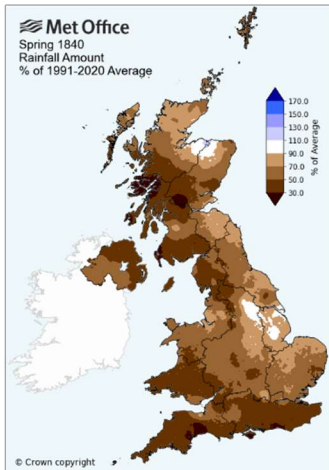 Met Office
Spring 1840
Rainfall Amount
% of 1991-2020 Average
170.0
150.0
130.0
110.0
90.0
70.0
50.0
30.0
% of Average
© Crown copyright